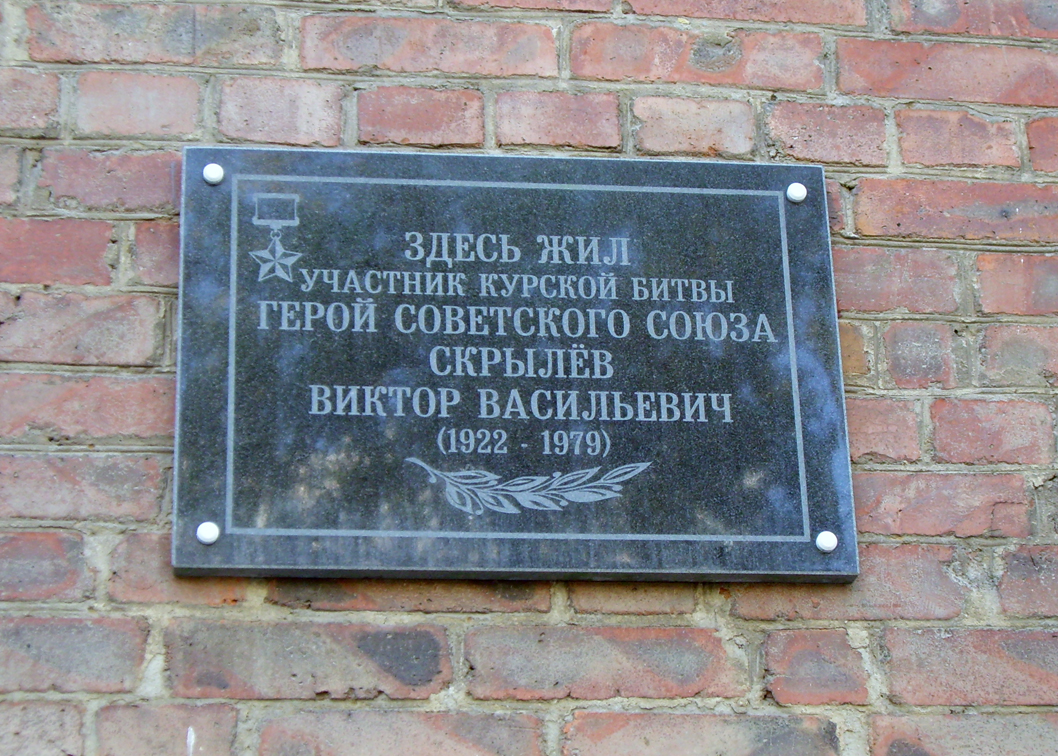 ЗДЕСЬ ЖИЛ
УЧАСТНИК КУРСКОЙ БИТВЫ
ГЕРОЙ СОВЕТСКОГО СОЮЗА
СКРЫЛЁВ
ВИКТОР ВАСИЛЬЕВИЧ
(1922 - 1979)